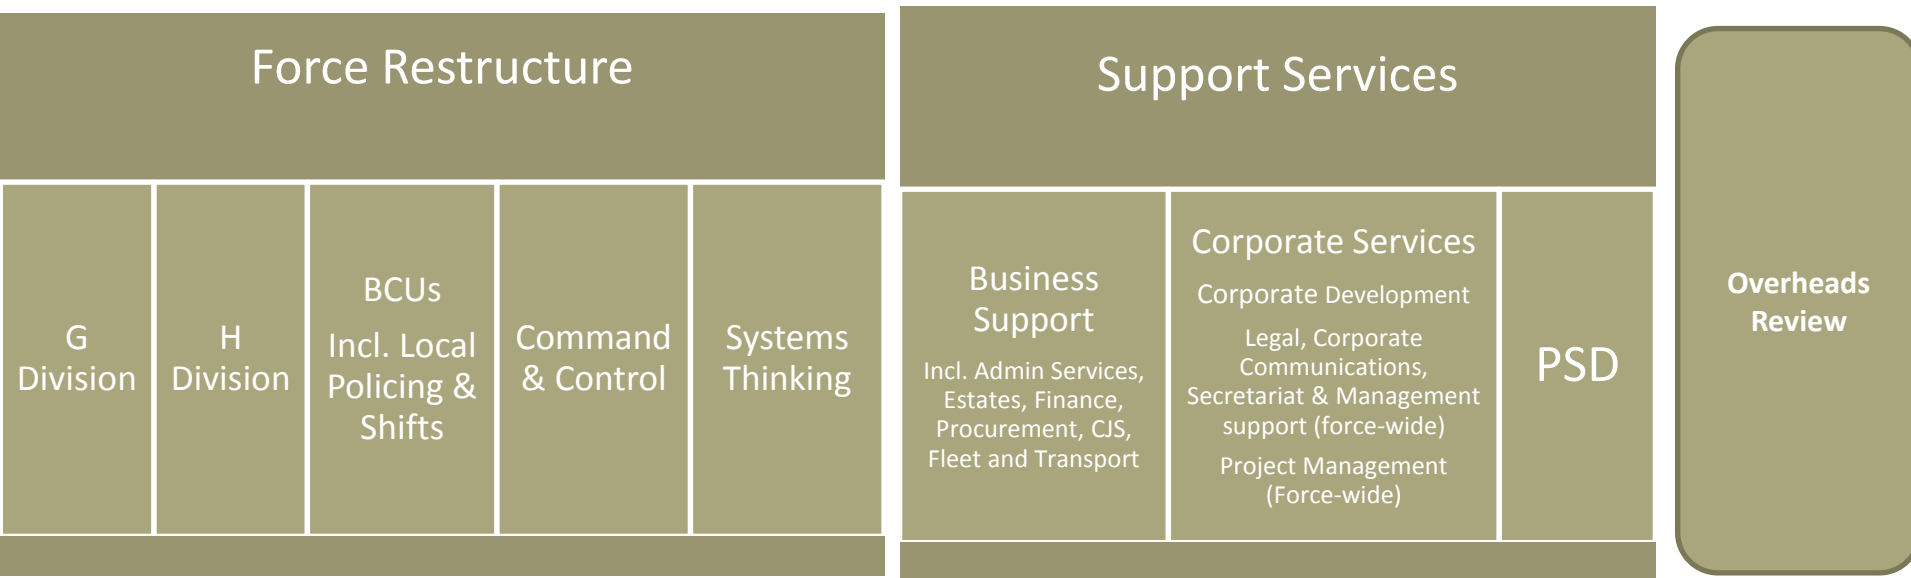 Force Restructure
G
Division
H
Division
BCUs
Incl. Local
Policing &
Shifts
Command
& Control
Systems
Thinking
Support Services
Business
Support
Incl. Admin Services,
Estates, Finance,
Procurement, CJS,
Fleet and Transport
Corporate Services
Corporate Development
Legal, Corporate
Communications,
Secretariat & Management
support (force-wide)
Project Management
(Force-wide)
PSD
Overheads
Review